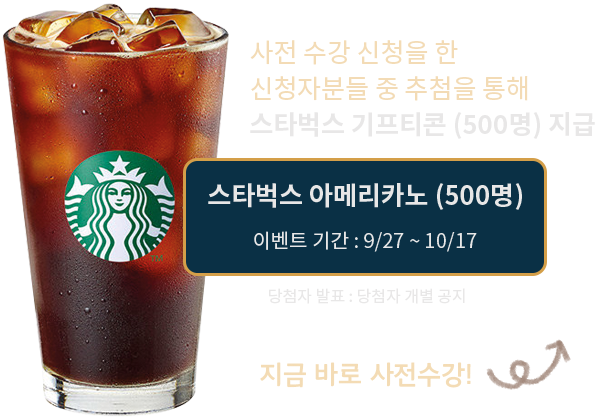 사전 수강 신청을 한
신청자분들 중 추첨을 통해
스타벅스 기프티콘 (500명) 지급
스타벅스 아메리카노 (500명)
이벤트 기간 : 9/27 ~ 10/17
당첨자 발표 : 당첨자 개별 공지
지금 바로 사전수강!